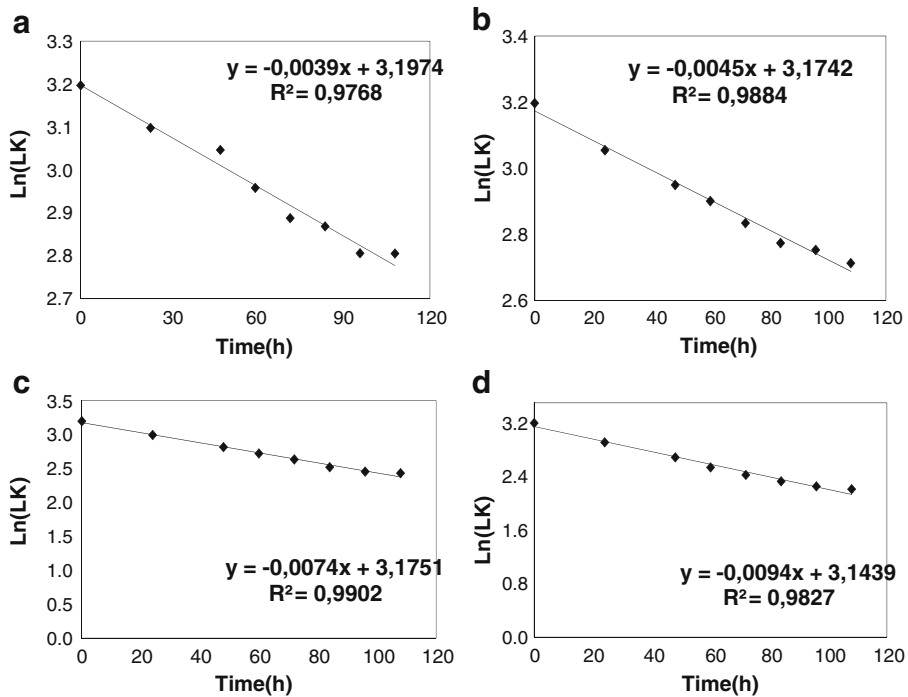 a
3.3
3.2
3.1
3.0
2.9
2.8
2.7
Ln(LK)
y = -0,0039x + 3,1974
R² = 0,9768
0 30 60 90 120
Time(h)
b
3.4
3.2
3.0
2.8
2.6
Ln(LK)
y = -0,0045x + 3,1742
R² = 0,9884
0 20 40 60 80 100 120
Time(h)
c
3.5
3.0
2.5
2.0
1.5
1.0
0.5
0.0
Ln(LK)
y = -0,0074x + 3,1751
R² = 0,9902
0 20 40 60 80 100 120
Time(h)
d
3.2
2.4
1.6
0.8
0.0
Ln(LK)
y = -0,0094x + 3,1439
R² = 0,9827
0 20 40 60 80 100 120
Time(h)